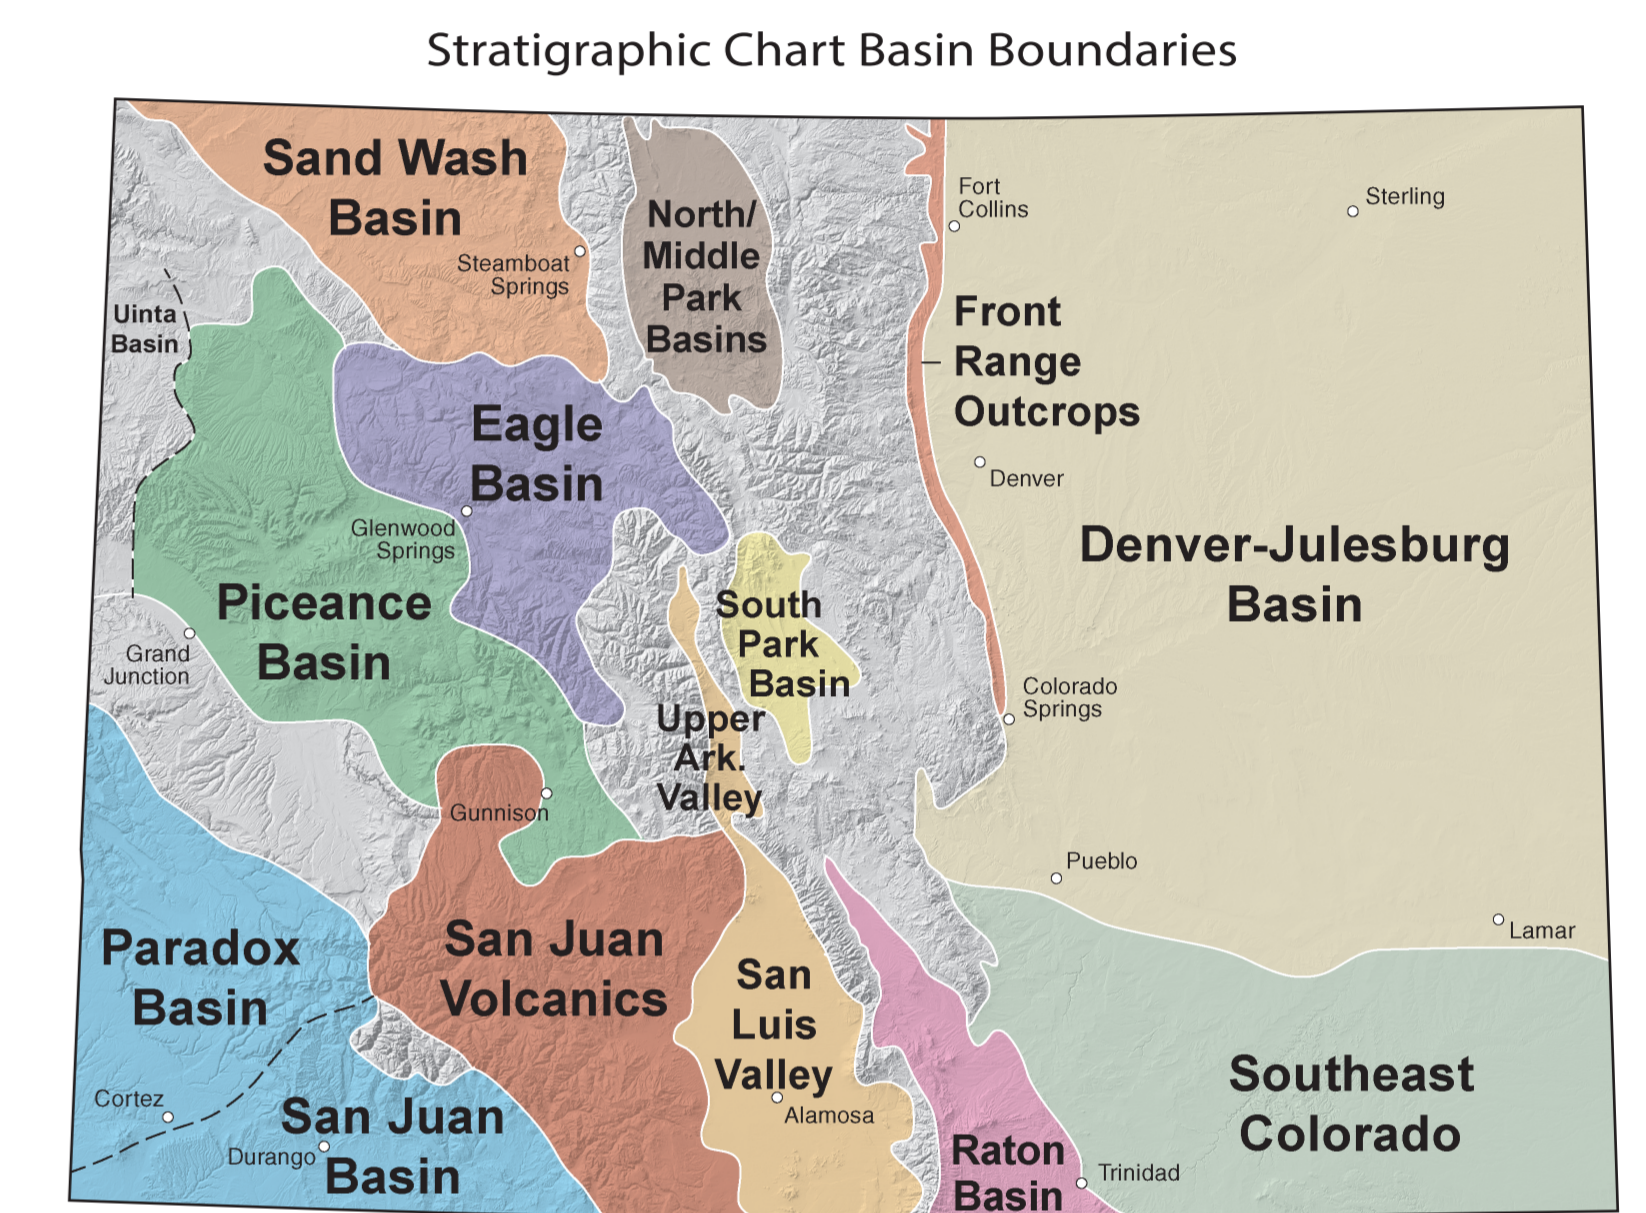 Stratigraphic Chart Basin Boundaries
Sand Wash
Basin
Steamboat
Springs
North/
Middle
Park
Basins
Fort
Collins
Sterling
Uinta
Basin
Front
Range
Outcrops
Eagle
Basin
Denver
Glenwood
Springs
Denver-Julesburg
Basin
Piceance
Basin
South
Park
Basin
Grand
Junction
Colorado
Springs
Upper
Ark.
Valley
Gunnison
Pueblo
Lamar
Paradox
Basin
San Juan
Volcanics
San
Luis
Valley
Alamosa
Southeast
Colorado
Cortez
San Juan
Basin
Durango
Raton
Basin
Trinidad